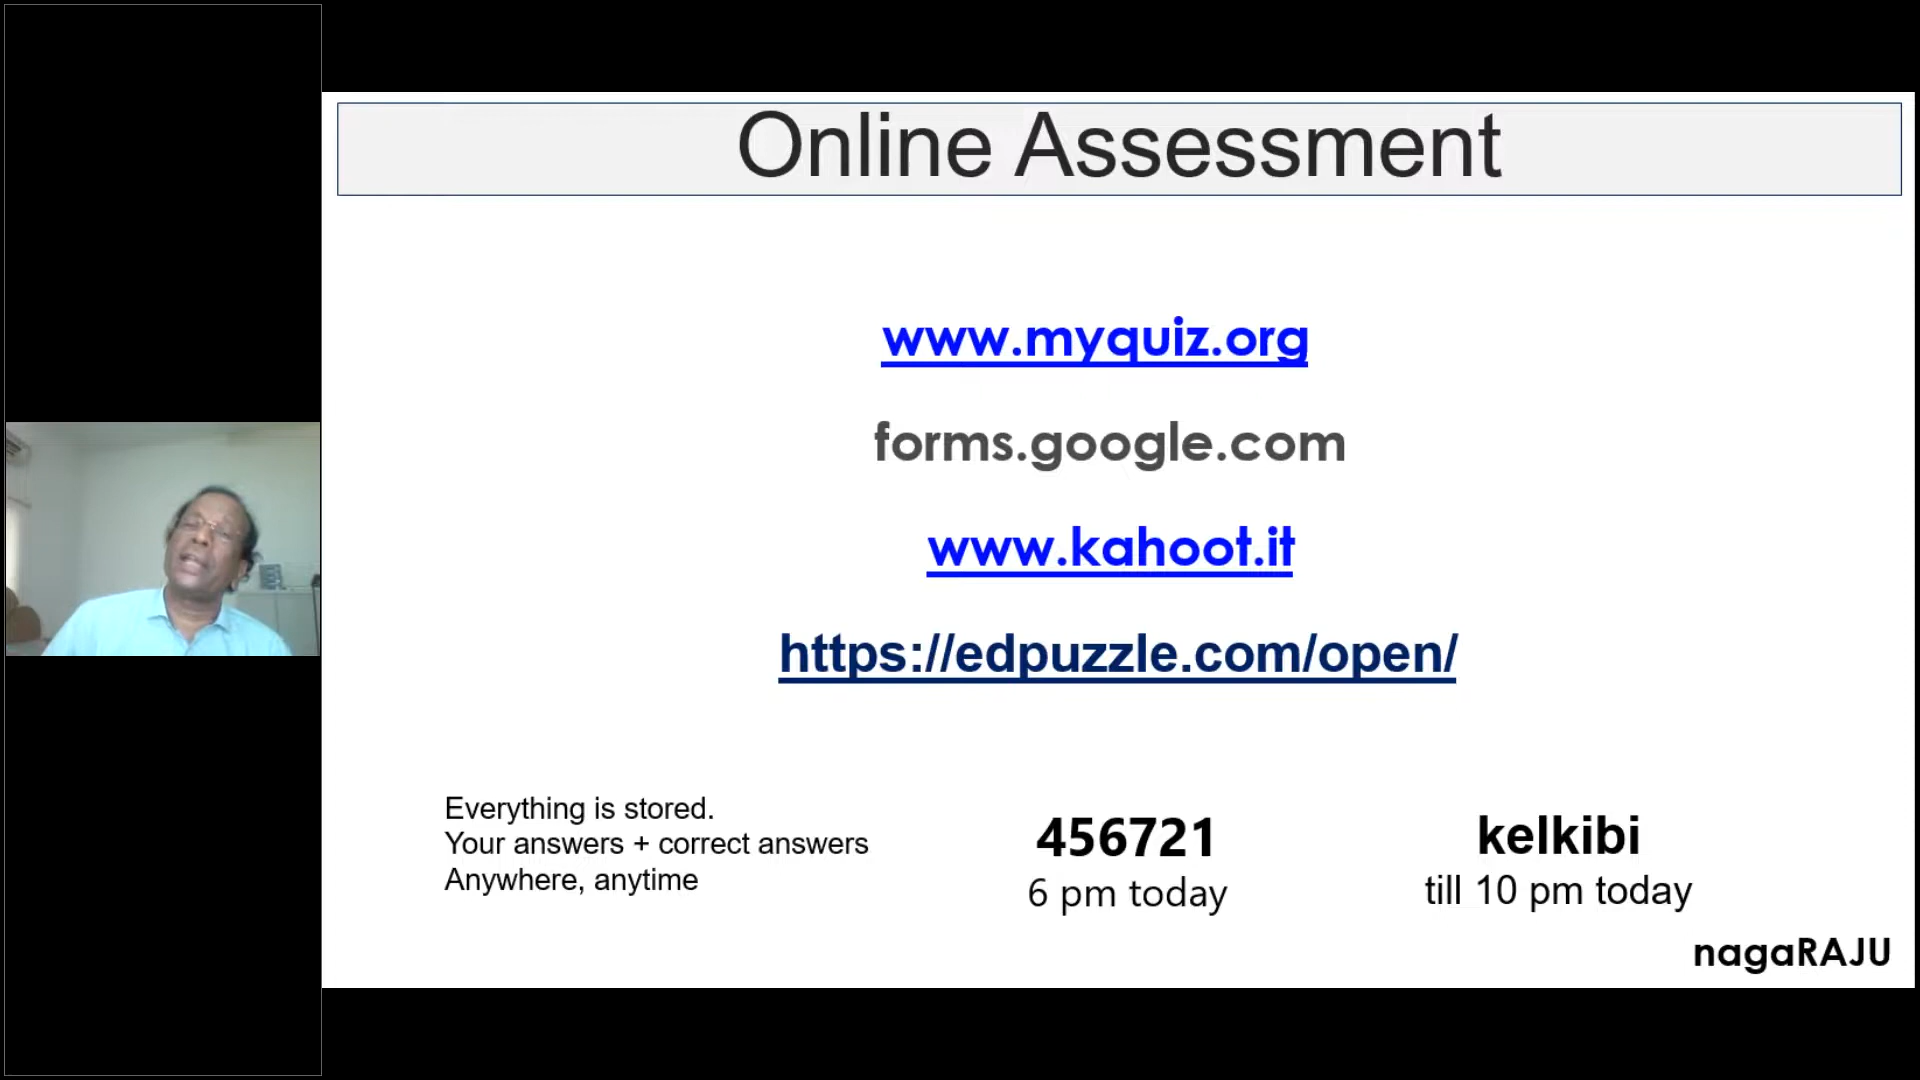 Online Assessment
www.myquiz.org
forms.google.com
www.kahoot.it
https://edpuzzle.com/open/
Everything is stored.
Your answers + correct answers
Anywhere, anytime
456721
6 pm today
kelkibi
till 10 pm today
nagaRAJU